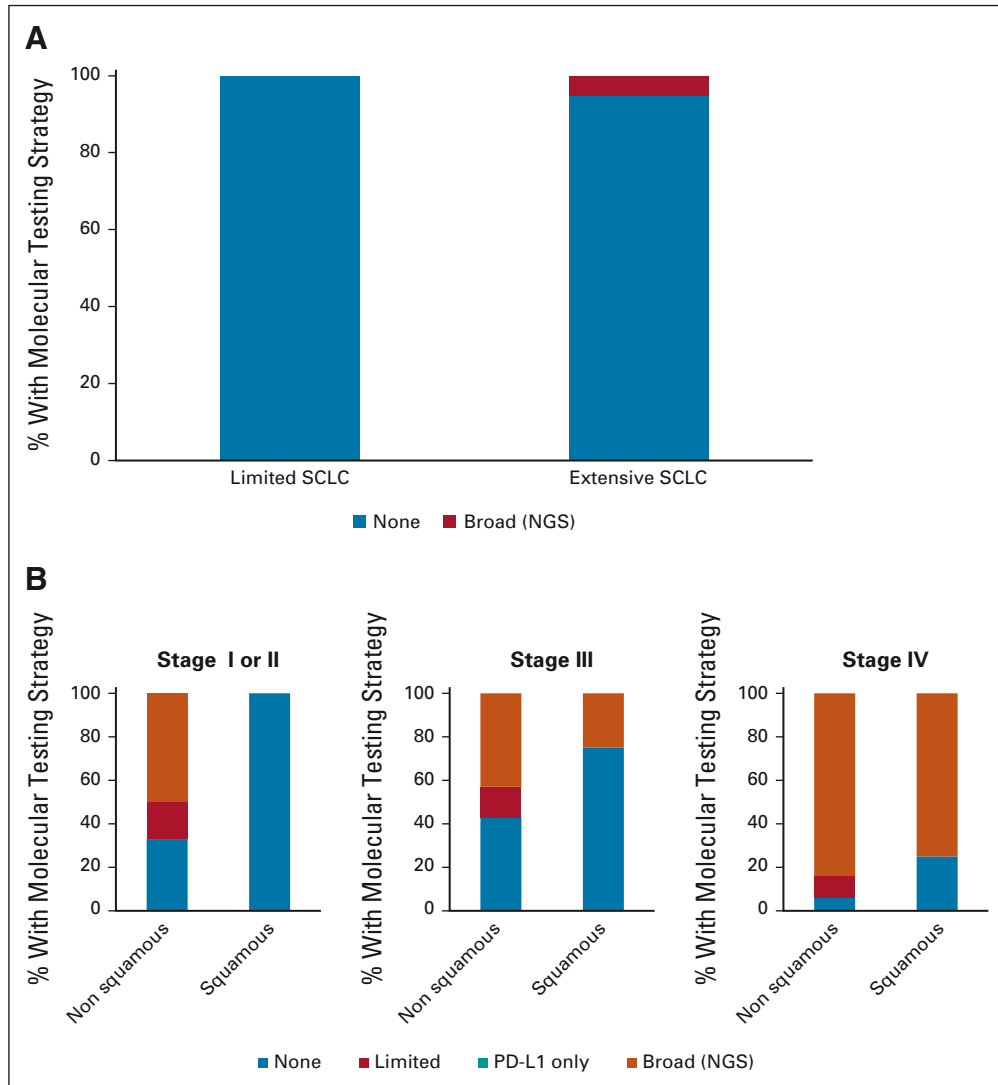 A
% With Molecular Testing Strategy
100
80
60
40
20
0
Limited SCLC
Extensive SCLC
None
Broad (NGS)
B
Stage I or II
% With Molecular Testing Strategy
100
80
60
40
20
0
Non squamous
Squamous
Stage III
% With Molecular Testing Strategy
100
80
60
40
20
0
Non squamous
Squamous
Stage IV
% With Molecular Testing Strategy
100
80
60
40
20
0
Non squamous
Squamous
None
Limited
PD-L1 only
Broad (NGS)